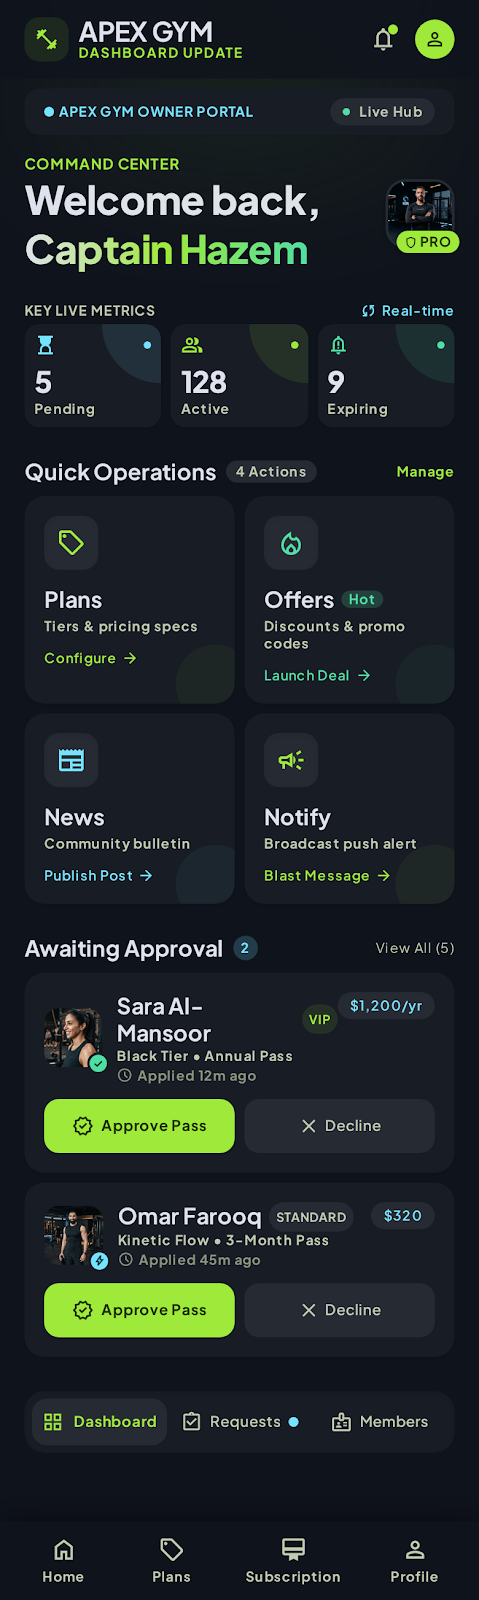 APEX GYM
DASHBOARD UPDATE
APEX GYM OWNER PORTAL
Live Hub
COMMAND CENTER
Welcome back,
Captain Hazem
PRO
KEY LIVE METRICS
Real-time
5
Pending
128
Active
9
Expiring
Quick Operations
4 Actions
Manage
Plans
Tiers & pricing specs
Configure →
Offers
Hot
Discounts & promo
codes
Launch Deal →
News
Community bulletin
Publish Post →
Notify
Broadcast push alert
Blast Message →
Awaiting Approval
2
View All (5)
Sara Al-
Mansoor
VIP
$1,200/yr
Black Tier • Annual Pass
Applied 12m ago
Approve Pass
Decline
Omar Farooq
STANDARD
$320
Kinetic Flow • 3-Month Pass
Applied 45m ago
Approve Pass
Decline
Dashboard
Requests
Members
Home
Plans
Subscription
Profile